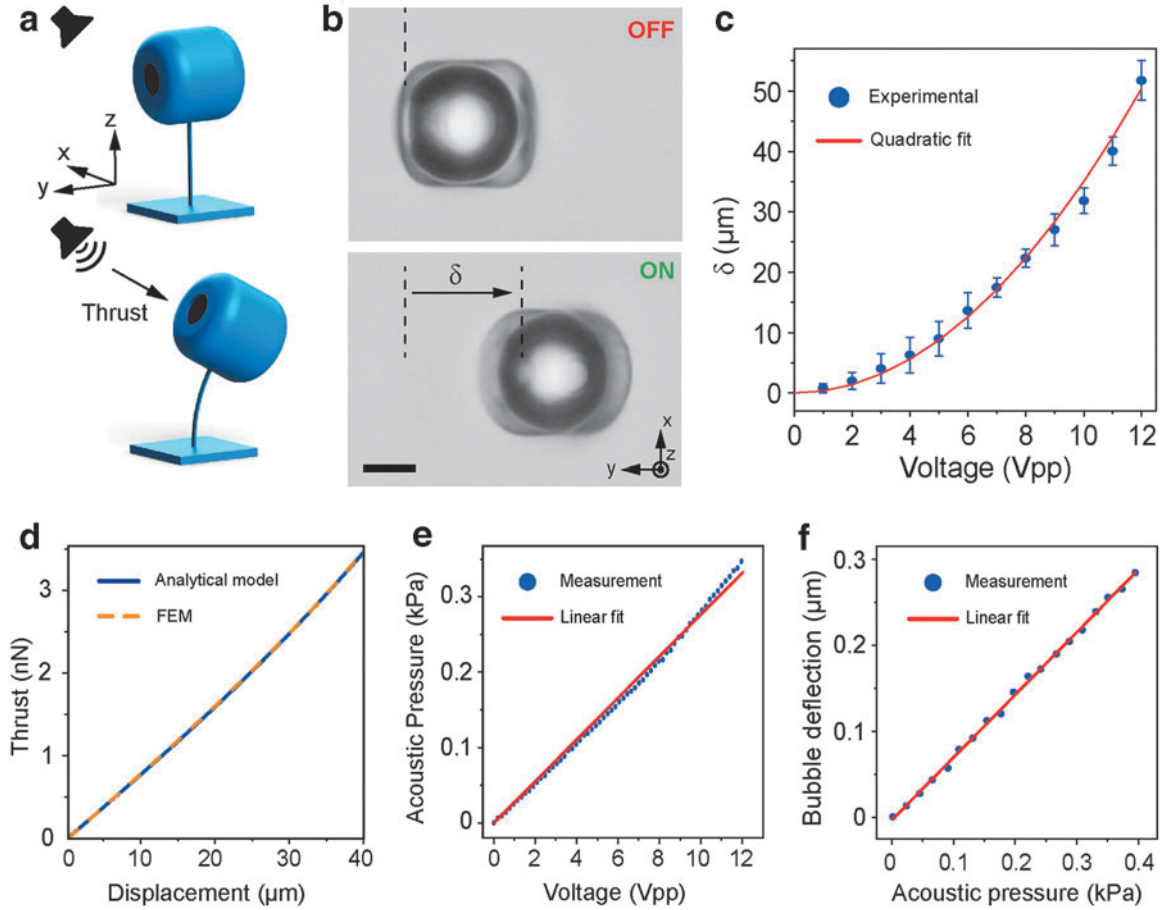 a
z
x
y
Thrust
b
OFF
δ
ON
x
z
y
c
Experimental
Quadratic fit
δ (μm)
50
40
30
20
10
0
0 2 4 6 8 10 12
Voltage (Vpp)
d
Analytical model
FEM
Thrust (nN)
3
2
1
0
0 10 20 30 40
Displacement (μm)
e
Measurement
Linear fit
Acoustic Pressure (kPa)
0.3
0.2
0.1
0
0 2 4 6 8 10 12
Voltage (Vpp)
f
Measurement
Linear fit
Bubble deflection (μm)
0.3
0.2
0.1
0
0 0.1 0.2 0.3 0.4
Acoustic pressure (kPa)